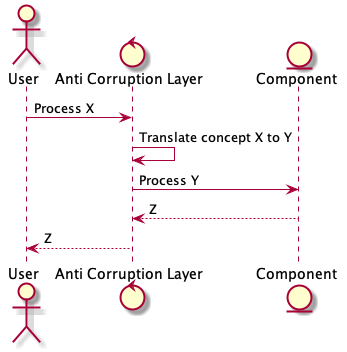 User
Anti Corruption Layer
Component
Process X
Translate concept X to Y
Process Y
Z
Z
User
Anti Corruption Layer
Component